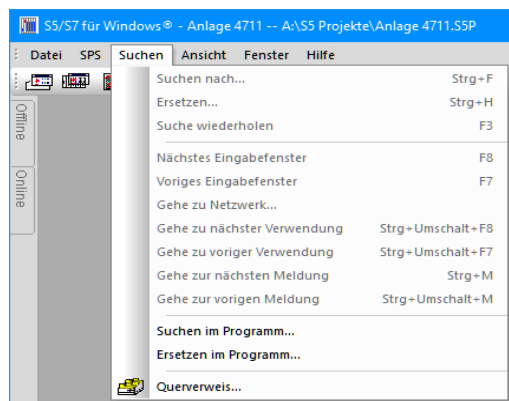 S5/S7 für Windows® - Anlage 4711 -- A:\S5 Projekte\Anlage 4711.S5P
Datei SPS Suchen Ansicht Fenster Hilfe
Suchen nach... Strg+F
Ersetzen... Strg+H
Suche wiederholen F3
Nächstes Eingabefenster F8
Voriges Eingabefenster F7
Gehe zu Netzwerk...
Gehe zu nächster Verwendung Strg+Umschalt+F8
Gehe zu voriger Verwendung Strg+Umschalt+F7
Gehe zur nächsten Meldung Strg+M
Gehe zur vorigen Meldung Strg+Umschalt+M
Suchen im Programm...
Ersetzen im Programm...
Querverweis...
Offline
Online